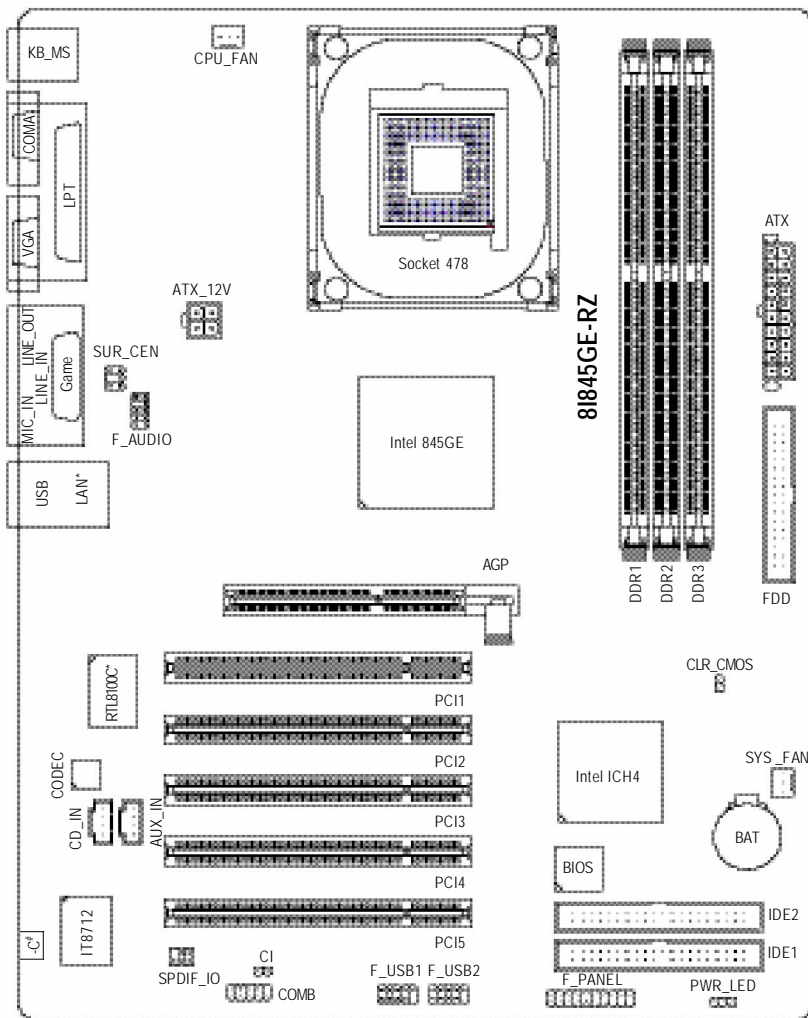 KB_MS
CPU_FAN
COMA
LPT
VGA
ATX
Socket 478
ATX_12V
8I845GE-RZ
LINE_OUT
MIC_IN
LINE_IN
Game
SUR_CEN
F_AUDIO
Intel 845GE
USB
LAN*
AGP
DDR1
DDR2
DDR3
FDD
RTL8100C*
CLR_CMOS
PCI1
CODEC
PCI2
Intel ICH4
SYS_FAN
CD_IN
AUX_IN
PCI3
BAT
BIOS
PCI4
IT8712
IDE2
-C#
PCI5
IDE1
SPDIF_IO
CI
COMB
F_USB1
F_USB2
F_PANEL
PWR_LED